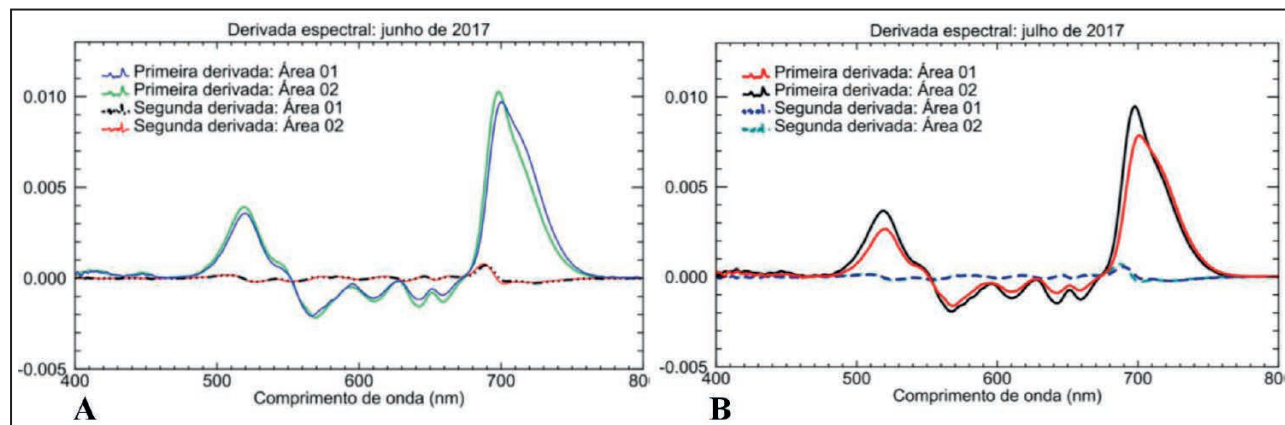 Derivada espectral: junho de 2017
Primeira derivada: Área 01
Primeira derivada: Área 02
Segunda derivada: Área 01
Segunda derivada: Área 02
0.010
0.005
0.000
-0.005
400 500 600 700 80
Comprimento de onda (nm)
A
Derivada espectral: julho de 2017
Primeira derivada: Área 01
Primeira derivada: Área 02
Segunda derivada: Área 01
Segunda derivada: Área 02
0.010
0.005
0.000
-0.005
400 500 600 700 800
Comprimento de onda (nm)
B